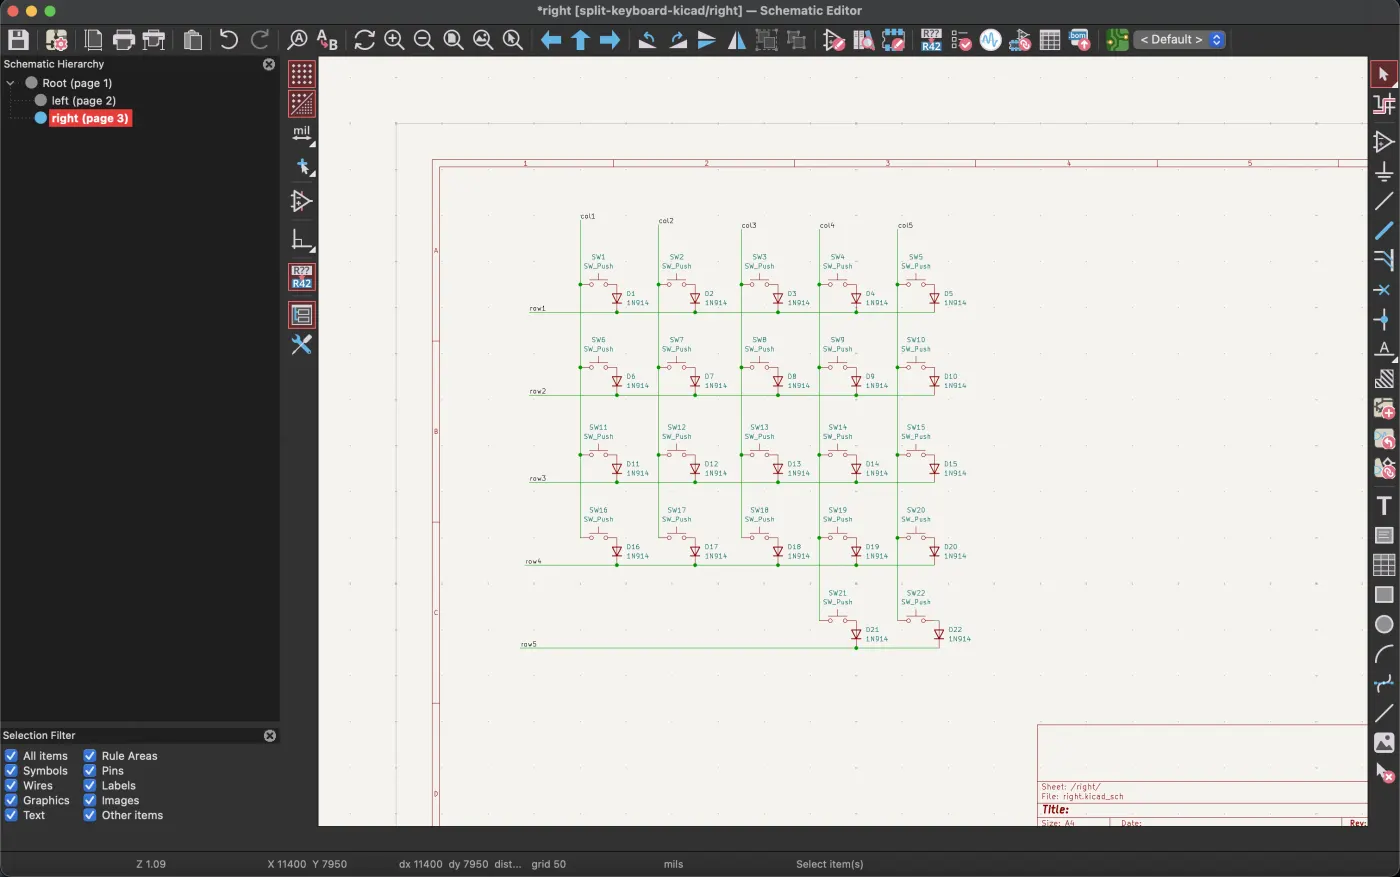 *right [split-keyboard-kicad/right] — Schematic Editor
A
A
B
R??
R42
bom
< Default >
Schematic Hierarchy
Root (page 1)
left (page 2)
right (page 3)
mil
R??
R42
A
T
1 2 3 4 5
A
B
C
D
col1 col2 col3 col4 col5
SW1 SW2 SW3 SW4 SW5
SW_Push SW_Push SW_Push SW_Push SW_Push
D1 D2 D3 D4 D5
1N914 1N914 1N914 1N914 1N914
row1
SW6 SW7 SW8 SW9 SW10
SW_Push SW_Push SW_Push SW_Push SW_Push
D6 D7 D8 D9 D10
1N914 1N914 1N914 1N914 1N914
row2
SW11 SW12 SW13 SW14 SW15
SW_Push SW_Push SW_Push SW_Push SW_Push
D11 D12 D13 D14 D15
1N914 1N914 1N914 1N914 1N914
row3
SW16 SW17 SW18 SW19 SW20
SW_Push SW_Push SW_Push SW_Push SW_Push
D16 D17 D18 D19 D20
1N914 1N914 1N914 1N914 1N914
row4
SW21 SW22
SW_Push SW_Push
D21 D22
1N914 1N914
row5
Sheet: /right/
File: right.kicad_sch
Title:
Size: A4 Date: Rev:
Selection Filter
All items Rule Areas
Symbols Pins
Wires Labels
Graphics Images
Text Other items
Z 1.09 X 11400 Y 7950 dx 11400 dy 7950 dist... grid 50 mils Select item(s)